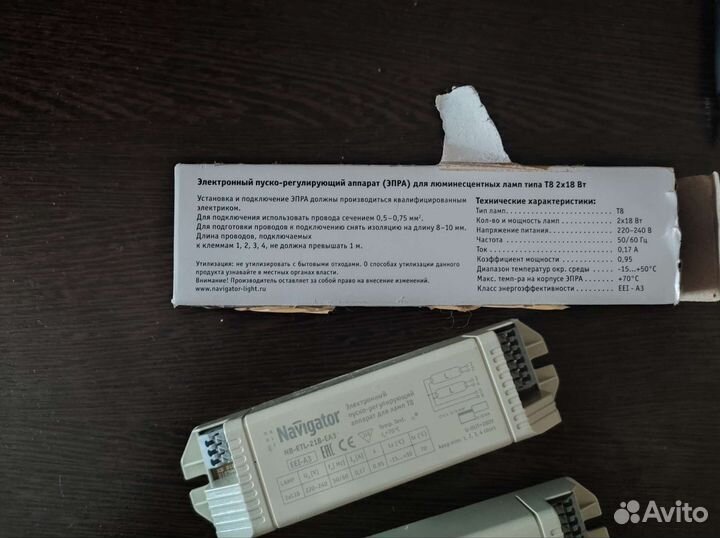 Электронный пуско-регулирующий аппарат (ЭПРА) для люминесцентных ламп типа Т8 2х18 Вт
Установка и подключение ЭПРА должны производиться квалифицированным
электриком.
Для подключения использовать провода сечением 0,5–0,75 мм².
Для подготовки проводов к подключению снять изоляцию на длину 8–10 мм.
Длина проводов, подключаемых
к клеммам 1, 2, 3, 4, не должна превышать 1 м.
Утилизация: не утилизировать с бытовыми отходами. О способах утилизации данного
продукта узнавайте в местных органах власти.
Внимание! Производитель оставляет за собой право на внесение изменений.
www.navigator-light.ru
Технические характеристики:
Тип ламп Т8
Кол-во и мощность ламп 2х18 Вт
Напряжение питания 220–240 В
Частота 50/60 Гц
Ток 0,17 А
Коэффициент мощности 0,95
Диапазон температур окр. среды -15...+50°C
Макс. темп-ра на корпусе ЭПРА +70°C
Класс энергоэффективности EEI - A3
Navigator
Электронный
пуско-регулирующий
аппарат для ламп Т8
NB-ETL-218-EA3
EEI-A3
EAC CE
Avito